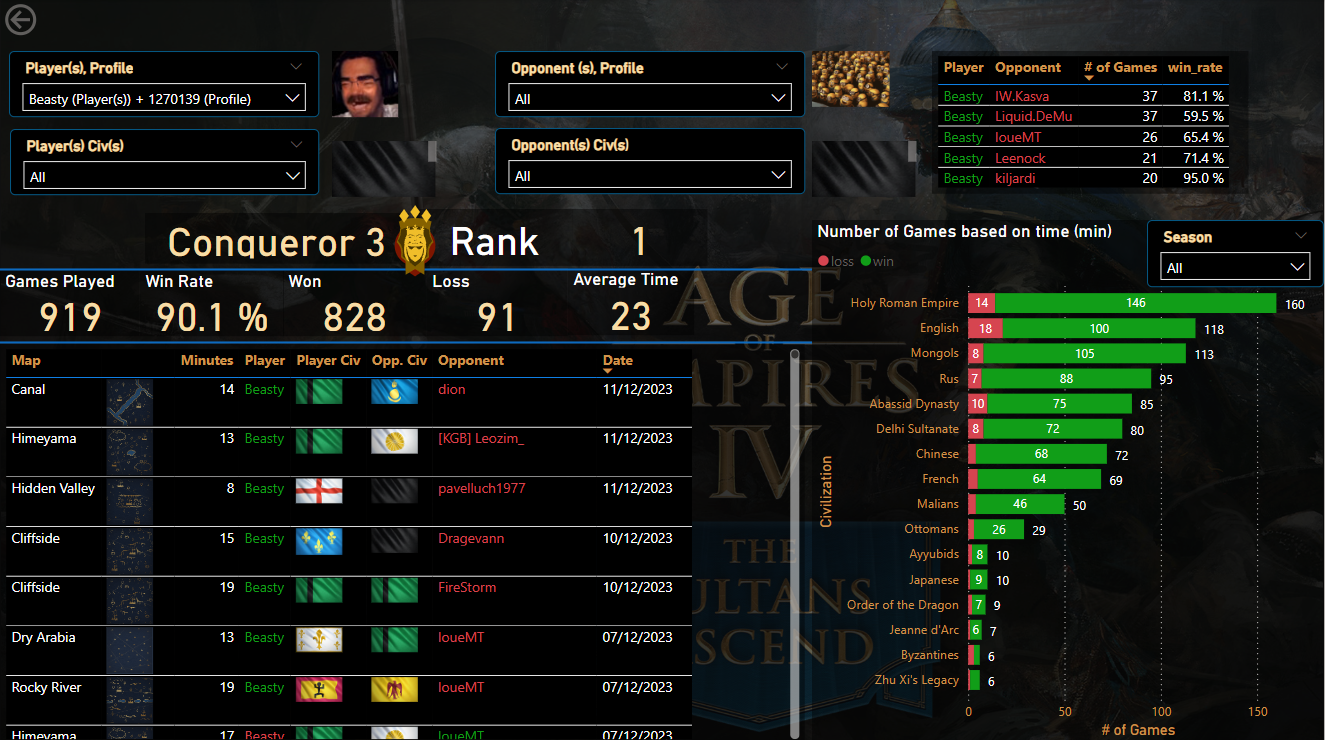 Player(s), Profile
Beasty (Player(s)) + 1270139 (Profile)
Opponent (s), Profile
All
Player(s) Civ(s)
All
Opponent(s) Civ(s)
All
Player Opponent # of Games win_rate
Beasty IW.Kasva 37 81.1 %
Beasty Liquid.DeMu 37 59.5 %
Beasty loueMT 26 65.4 %
Beasty Leenock 21 71.4 %
Beasty kiljardi 20 95.0 %
Conqueror 3 Rank 1
Games Played Win Rate Won Loss Average Time
919 90.1 % 828 91 23
Map Minutes Player Player Civ Opp. Civ Opponent Date
Canal 14 Beasty dion 11/12/2023
Himeyama 13 Beasty [KGB] Leozim_ 11/12/2023
Hidden Valley 8 Beasty pavelluch1977 11/12/2023
Cliffside 15 Beasty Dragevann 10/12/2023
Cliffside 19 Beasty FireStorm 10/12/2023
Dry Arabia 13 Beasty loueMT 07/12/2023
Rocky River 19 Beasty loueMT 07/12/2023
Himeyama 17 Beasty loueMT 07/12/2023
Number of Games based on time (min)
loss win
Season
All
Civilization
Holy Roman Empire 14 146 160
English 18 100 118
Mongols 8 105 113
Rus 7 88 95
Abassid Dynasty 10 75 85
Delhi Sultanate 8 72 80
Chinese 68 72
French 64 69
Malians 46 50
Ottomans 26 29
Ayyubids 8 10
Japanese 9 10
Order of the Dragon 7 9
Jeanne d'Arc 6 7
Byzantines 6
Zhu Xi's Legacy 6
0 50 100 150
# of Games
AGE
OF
MPIRES
IV
THE
ULTANS
SCEND